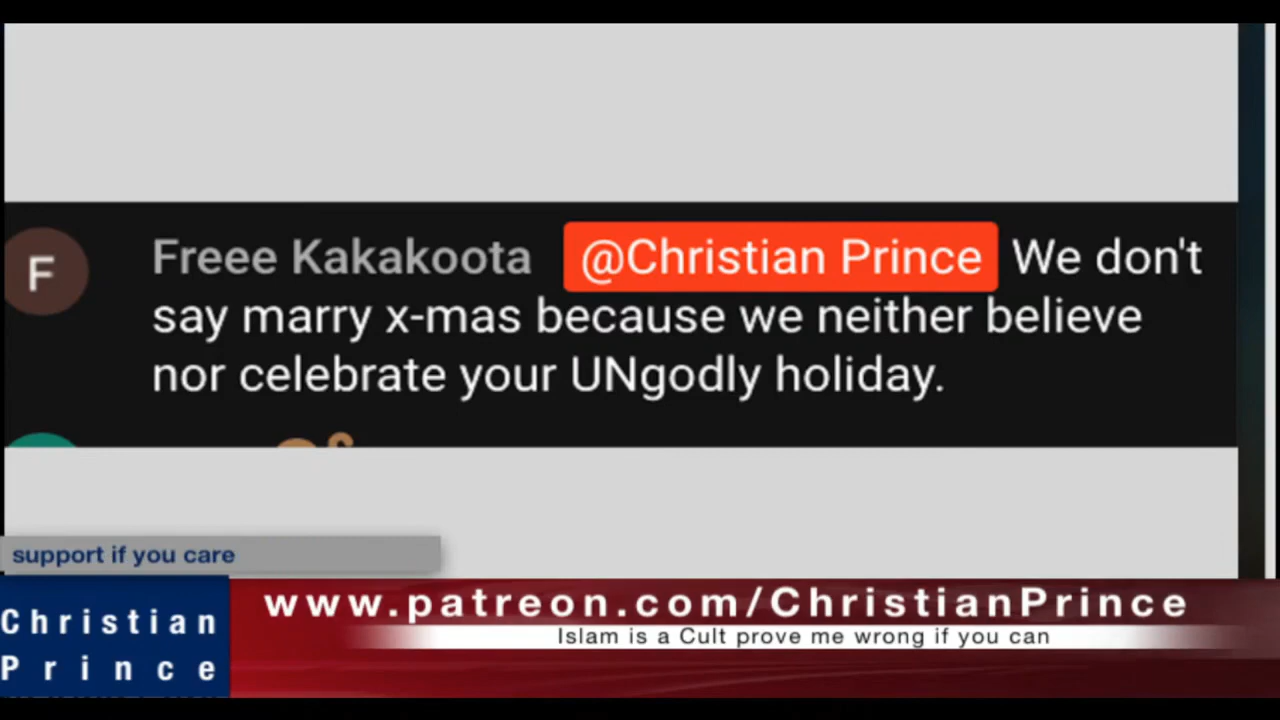 F
Freee Kakakoota @Christian Prince We don't
say marry x-mas because we neither believe
nor celebrate your UNgodly holiday.
support if you care
Christian
Prince
www.patreon.com/ChristianPrince
Islam is a Cult prove me wrong if you can